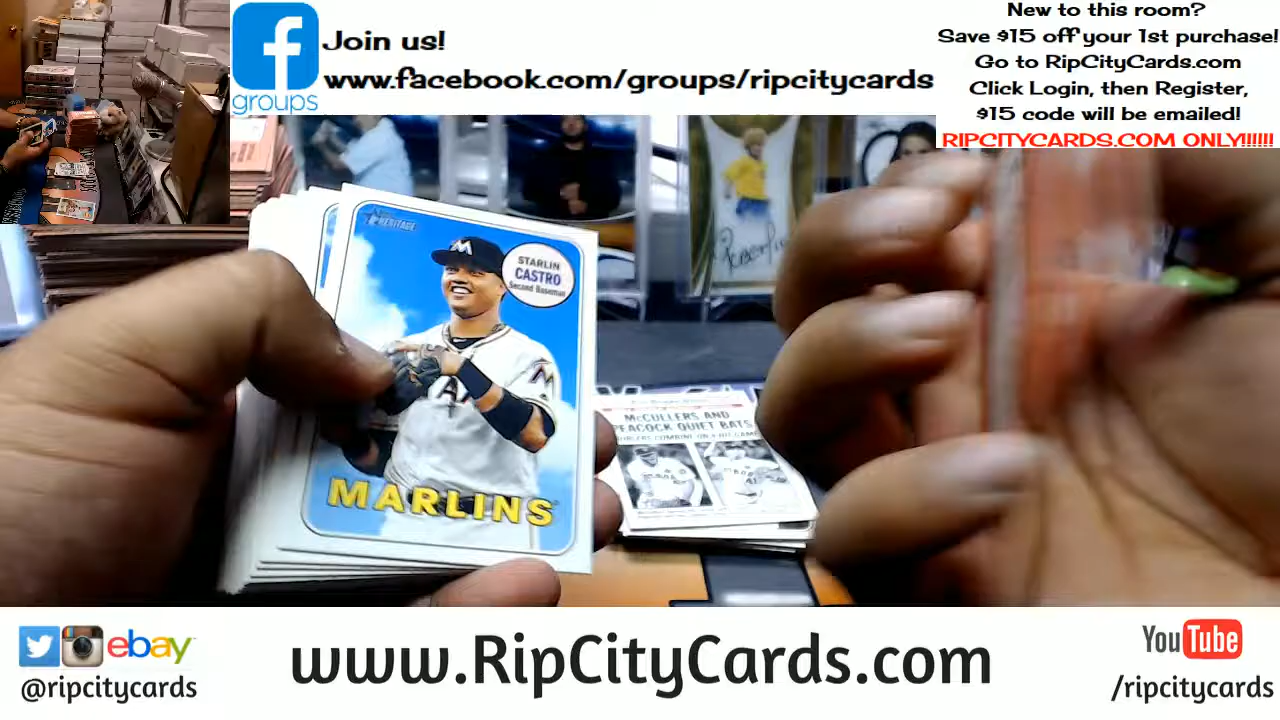 Join us!
www.facebook.com/groups/ripcitycards
groups
New to this room?
Save $15 off your 1st purchase!
Go to RipCityCards.com
Click Login, then Register,
$15 code will be emailed!
RIPCITYCARDS.COM ONLY!!!!!!
HERITAGE
STARLIN
CASTRO
Second Baseman
MARLINS
McCULLERS AND
PEACOCK QUIET BATS
ebay
@ripcitycards
www.RipCityCards.com
YouTube
/ripcitycards